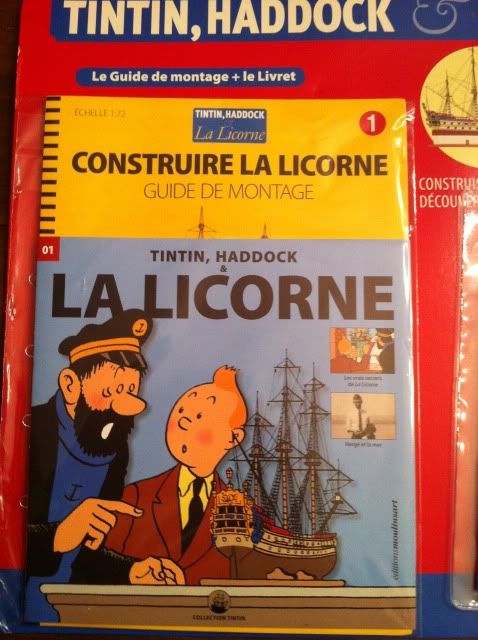 TINTIN, HADDOCK &
Le Guide de montage + le Livret
ÉCHELLE 1:72
TINTIN, HADDOCK
La Licorne
1
CONSTRUIRE LA LICORNE
GUIDE DE MONTAGE
CONSTRUIS
DÉCOUVRE
01
TINTIN, HADDOCK
&
LA LICORNE
Les vrais secrets
de La Licorne
Hergé et la mer
éditions moulinsart
COLLECTION TINTIN